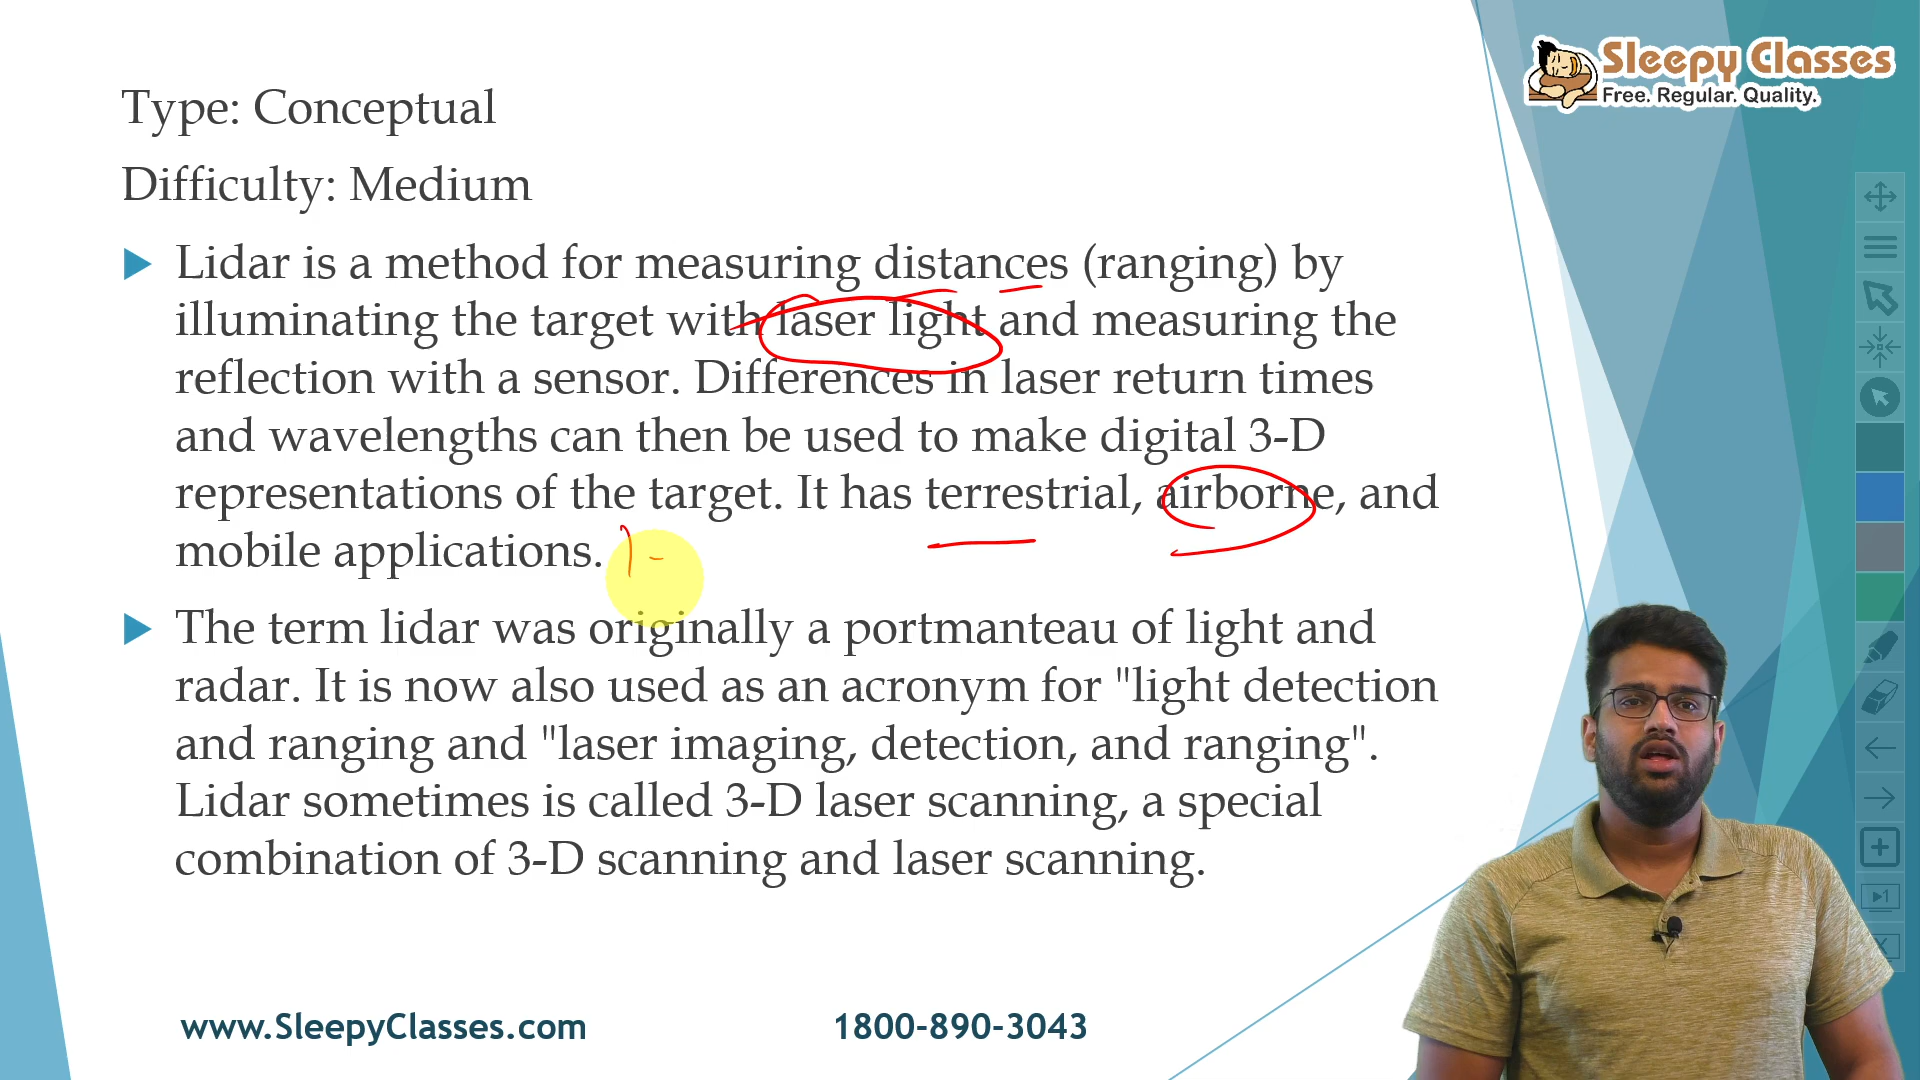 Sleepy Classes
Free. Regular. Quality.
Type: Conceptual
Difficulty: Medium
Lidar is a method for measuring distances (ranging) by
illuminating the target with laser light and measuring the
reflection with a sensor. Differences in laser return times
and wavelengths can then be used to make digital 3-D
representations of the target. It has terrestrial, airborne, and
mobile applications.
The term lidar was originally a portmanteau of light and
radar. It is now also used as an acronym for "light detection
and ranging and "laser imaging, detection, and ranging".
Lidar sometimes is called 3-D laser scanning, a special
combination of 3-D scanning and laser scanning.
www.SleepyClasses.com
1800-890-3043